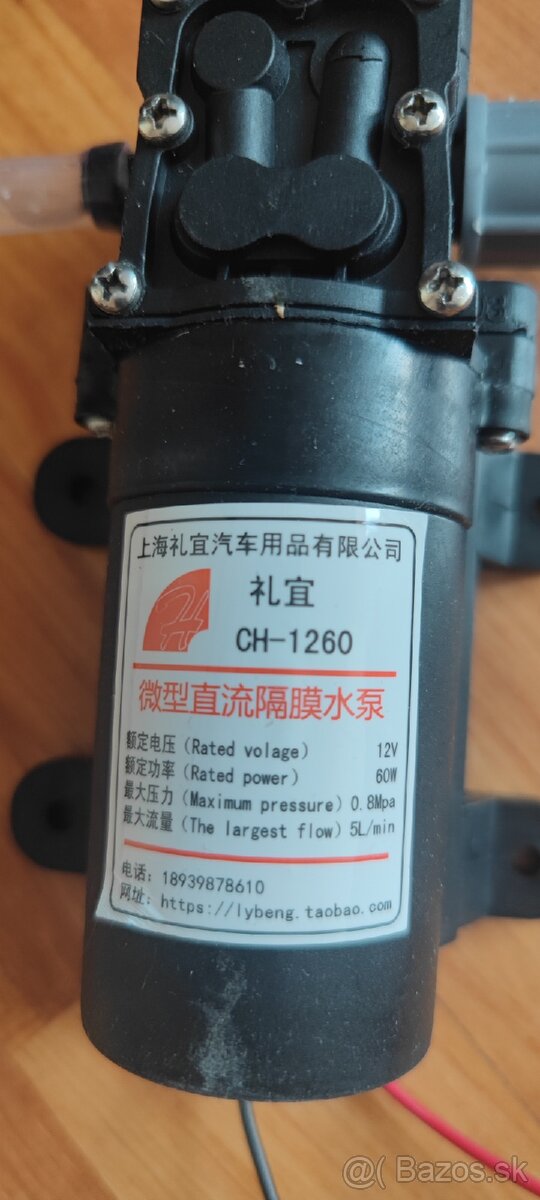 上海礼宜汽车用品有限公司
礼宜
CH-1260
微型直流隔膜水泵
额定电压（Rated volage） 12V
额定功率（Rated power） 60W
最大压力（Maximum pressure）0.8Mpa
最大流量（The largest flow）5L/min
电话：18939878610
网址：https://lybeng.taobao.com
@( Bazos.sk